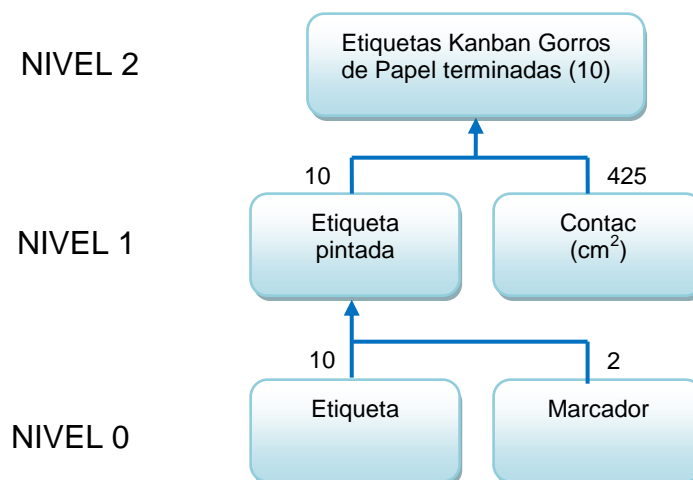 NIVEL 2
Etiquetas Kanban Gorros
de Papel terminadas (10)
10
425
NIVEL 1
Etiqueta
pintada
Contac
(cm²)
10
2
NIVEL 0
Etiqueta
Marcador